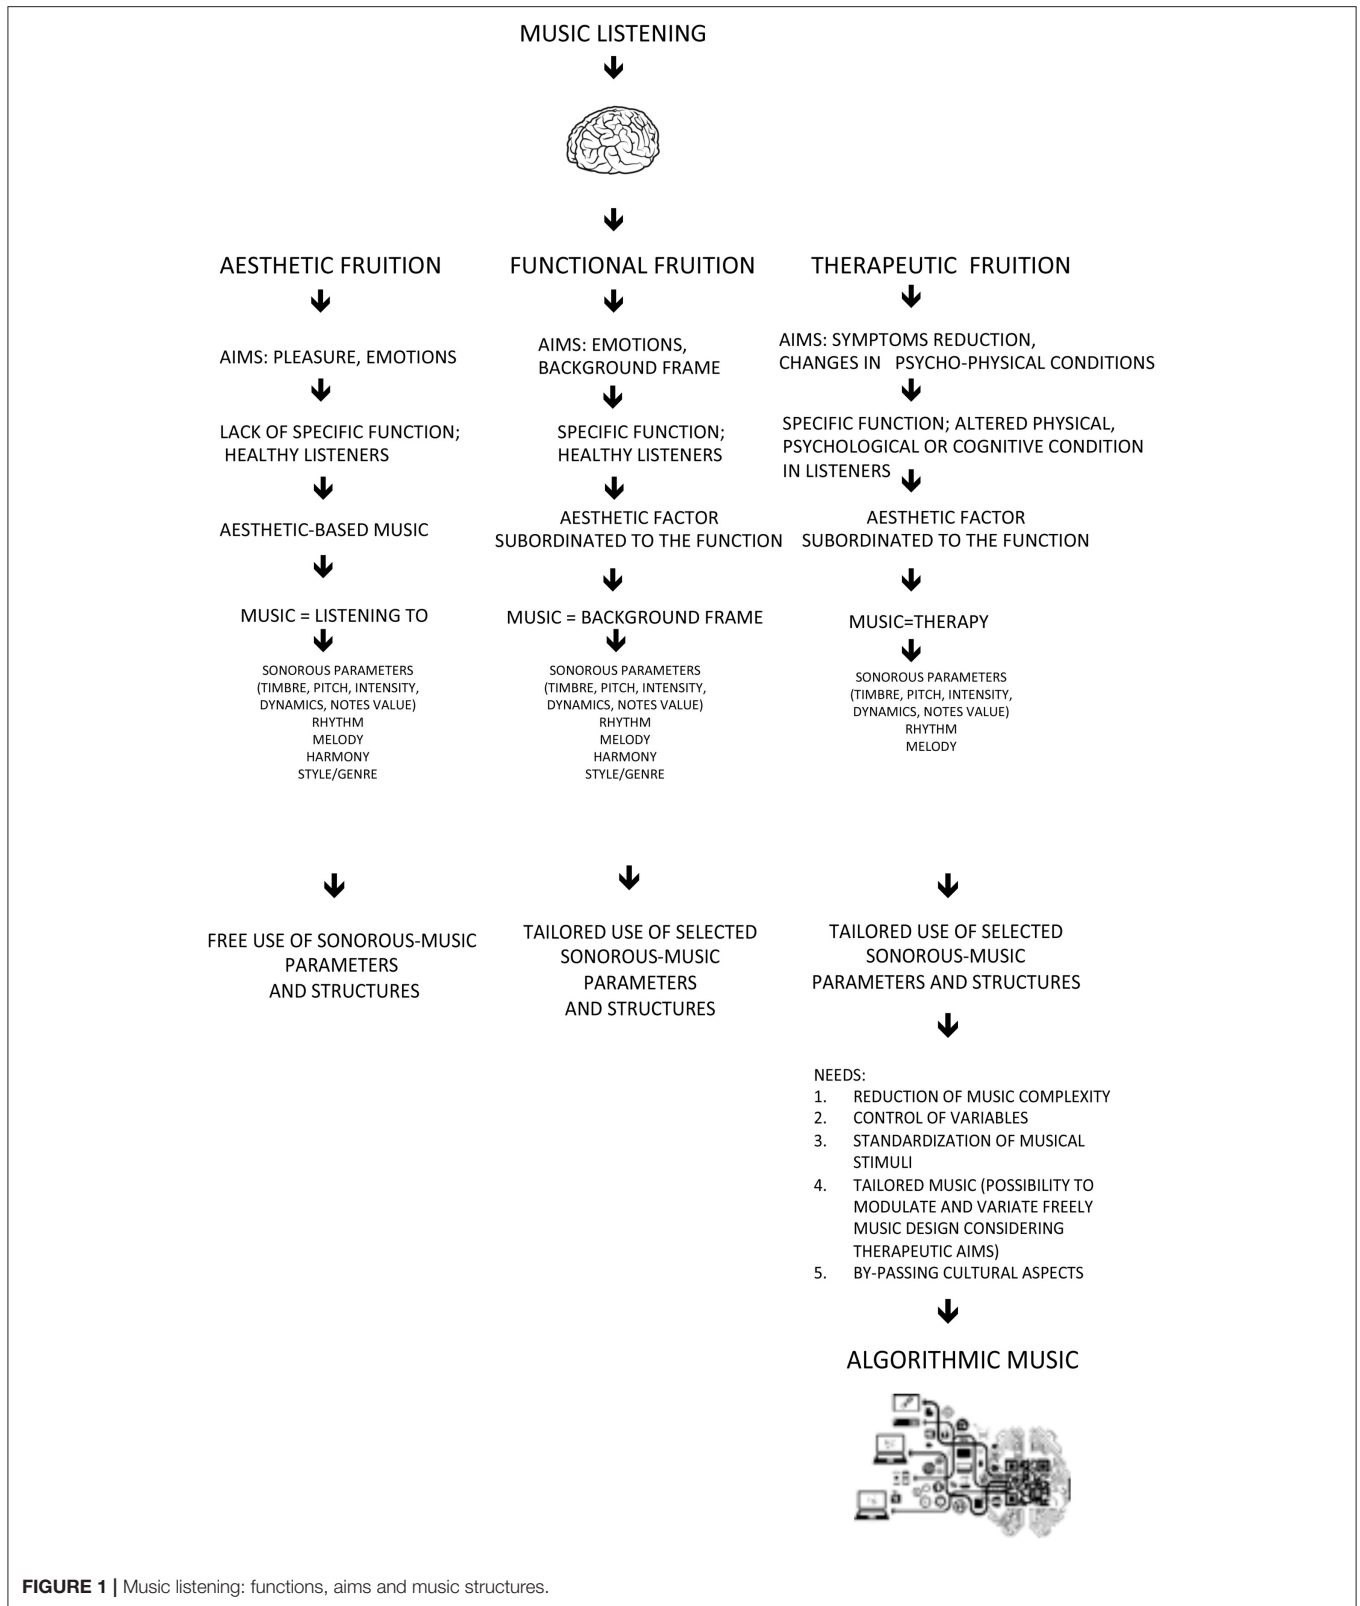 MUSIC LISTENING
AESTHETIC FRUITION
AIMS: PLEASURE, EMOTIONS
LACK OF SPECIFIC FUNCTION;
HEALTHY LISTENERS
AESTHETIC-BASED MUSIC
MUSIC = LISTENING TO
SONOROUS PARAMETERS
(TIMBRE, PITCH, INTENSITY,
DYNAMICS, NOTES VALUE)
RHYTHM
MELODY
HARMONY
STYLE/GENRE
FREE USE OF SONOROUS-MUSIC
PARAMETERS
AND STRUCTURES
FUNCTIONAL FRUITION
AIMS: EMOTIONS,
BACKGROUND FRAME
SPECIFIC FUNCTION;
HEALTHY LISTENERS
AESTHETIC FACTOR
SUBORDINATED TO THE FUNCTION
MUSIC = BACKGROUND FRAME
SONOROUS PARAMETERS
(TIMBRE, PITCH, INTENSITY,
DYNAMICS, NOTES VALUE)
RHYTHM
MELODY
HARMONY
STYLE/GENRE
TAILORED USE OF SELECTED
SONOROUS-MUSIC
PARAMETERS
AND STRUCTURES
THERAPEUTIC FRUITION
AIMS: SYMPTOMS REDUCTION,
CHANGES IN PSYCHO-PHYSICAL CONDITIONS
SPECIFIC FUNCTION; ALTERED PHYSICAL,
PSYCHOLOGICAL OR COGNITIVE CONDITION
IN LISTENERS
AESTHETIC FACTOR
SUBORDINATED TO THE FUNCTION
MUSIC=THERAPY
SONOROUS PARAMETERS
(TIMBRE, PITCH, INTENSITY,
DYNAMICS, NOTES VALUE)
RHYTHM
MELODY
TAILORED USE OF SELECTED
SONOROUS-MUSIC
PARAMETERS AND STRUCTURES
NEEDS:
1. REDUCTION OF MUSIC COMPLEXITY
2. CONTROL OF VARIABLES
3. STANDARDIZATION OF MUSICAL
STIMULI
4. TAILORED MUSIC (POSSIBILITY TO
MODULATE AND VARIATE FREELY
MUSIC DESIGN CONSIDERING
THERAPEUTIC AIMS)
5. BY-PASSING CULTURAL ASPECTS
ALGORITHMIC MUSIC
FIGURE 1 | Music listening: functions, aims and music structures.